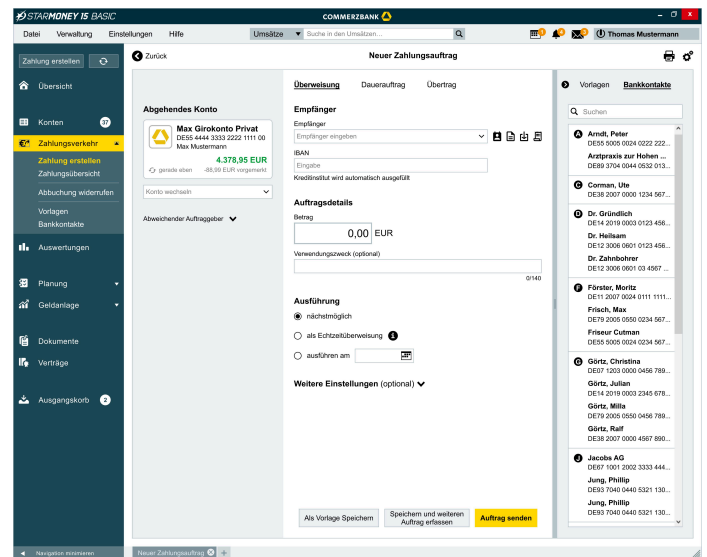 STARMONEY 15 BASIC
COMMERZBANK
Datei Verwaltung Einstellungen Hilfe
Umsätze Suche in den Umsätzen...
Thomas Mustermann
Zahlung erstellen
Übersicht
Konten 37
Zahlungsverkehr
Zahlung erstellen
Zahlungsübersicht
Abbuchung widerrufen
Vorlagen
Bankkontakte
Auswertungen
Planung
Geldanlage
Dokumente
Verträge
Ausgangskorb 2
Navigation minimieren
Zurück
Neuer Zahlungsauftrag
Abgehendes Konto
Max Girokonto Privat
DE55 4444 3333 2222 1111 00
Max Mustermann
4.378,95 EUR
gerade eben -88,99 EUR vorgemerkt
Konto wechseln
Abweichender Auftraggeber
Überweisung Dauerauftrag Übertrag
Empfänger
Empfänger
Empfänger eingeben
IBAN
Eingabe
Kreditinstitut wird automatisch ausgefüllt
Auftragsdetails
Betrag
0,00 EUR
Verwendungszweck (optional)
0/140
Ausführung
nächstmöglich
als Echtzeitüberweisung
ausführen am
Weitere Einstellungen (optional)
Als Vorlage Speichern
Speichern und weiteren
Auftrag erfassen
Auftrag senden
Vorlagen Bankkontakte
Suchen
A Arndt, Peter
DE55 5005 0024 0222 222...
Arztpraxis zur Hohen ...
DE89 3704 0044 0532 013...
C Corman, Ute
DE38 2007 0000 1234 567...
D Dr. Gründlich
DE14 2019 0003 0123 456...
Dr. Heilsam
DE12 3006 0601 0123 456...
Dr. Zahnbohrer
DE12 3006 0601 03 4567 ...
F Förster, Moritz
DE11 2007 0024 0111 1111...
Frisch, Max
DE79 2005 0550 0234 567...
Friseur Cutman
DE55 5005 0024 0234 567...
G Görtz, Christina
DE07 1203 0000 0456 789...
Görtz, Julian
DE14 2019 0003 2345 678...
Görtz, Milla
DE79 2005 0550 0456 789...
Görtz, Ralf
DE38 2007 0000 4567 890...
J Jacobs AG
DE67 1001 2002 3333 444...
Jung, Phillip
DE93 7040 0440 5321 130...
Jung, Phillip
DE93 7040 0440 5321 130...
Neuer Zahlungsauftrag